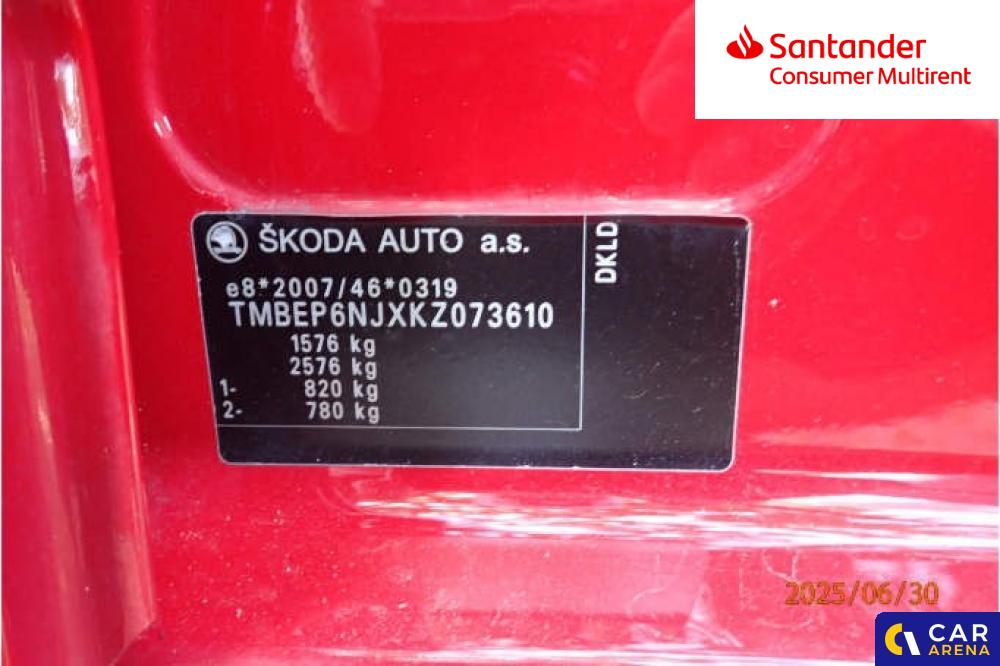 Santander
Consumer Multirent
ŠKODA AUTO a.s.
DKLD
e8*2007/46*0319
TMBEP6NJXKZ073610
1576 kg
2576 kg
1- 820 kg
2- 780 kg
2025/06/30
CAR
ARENA